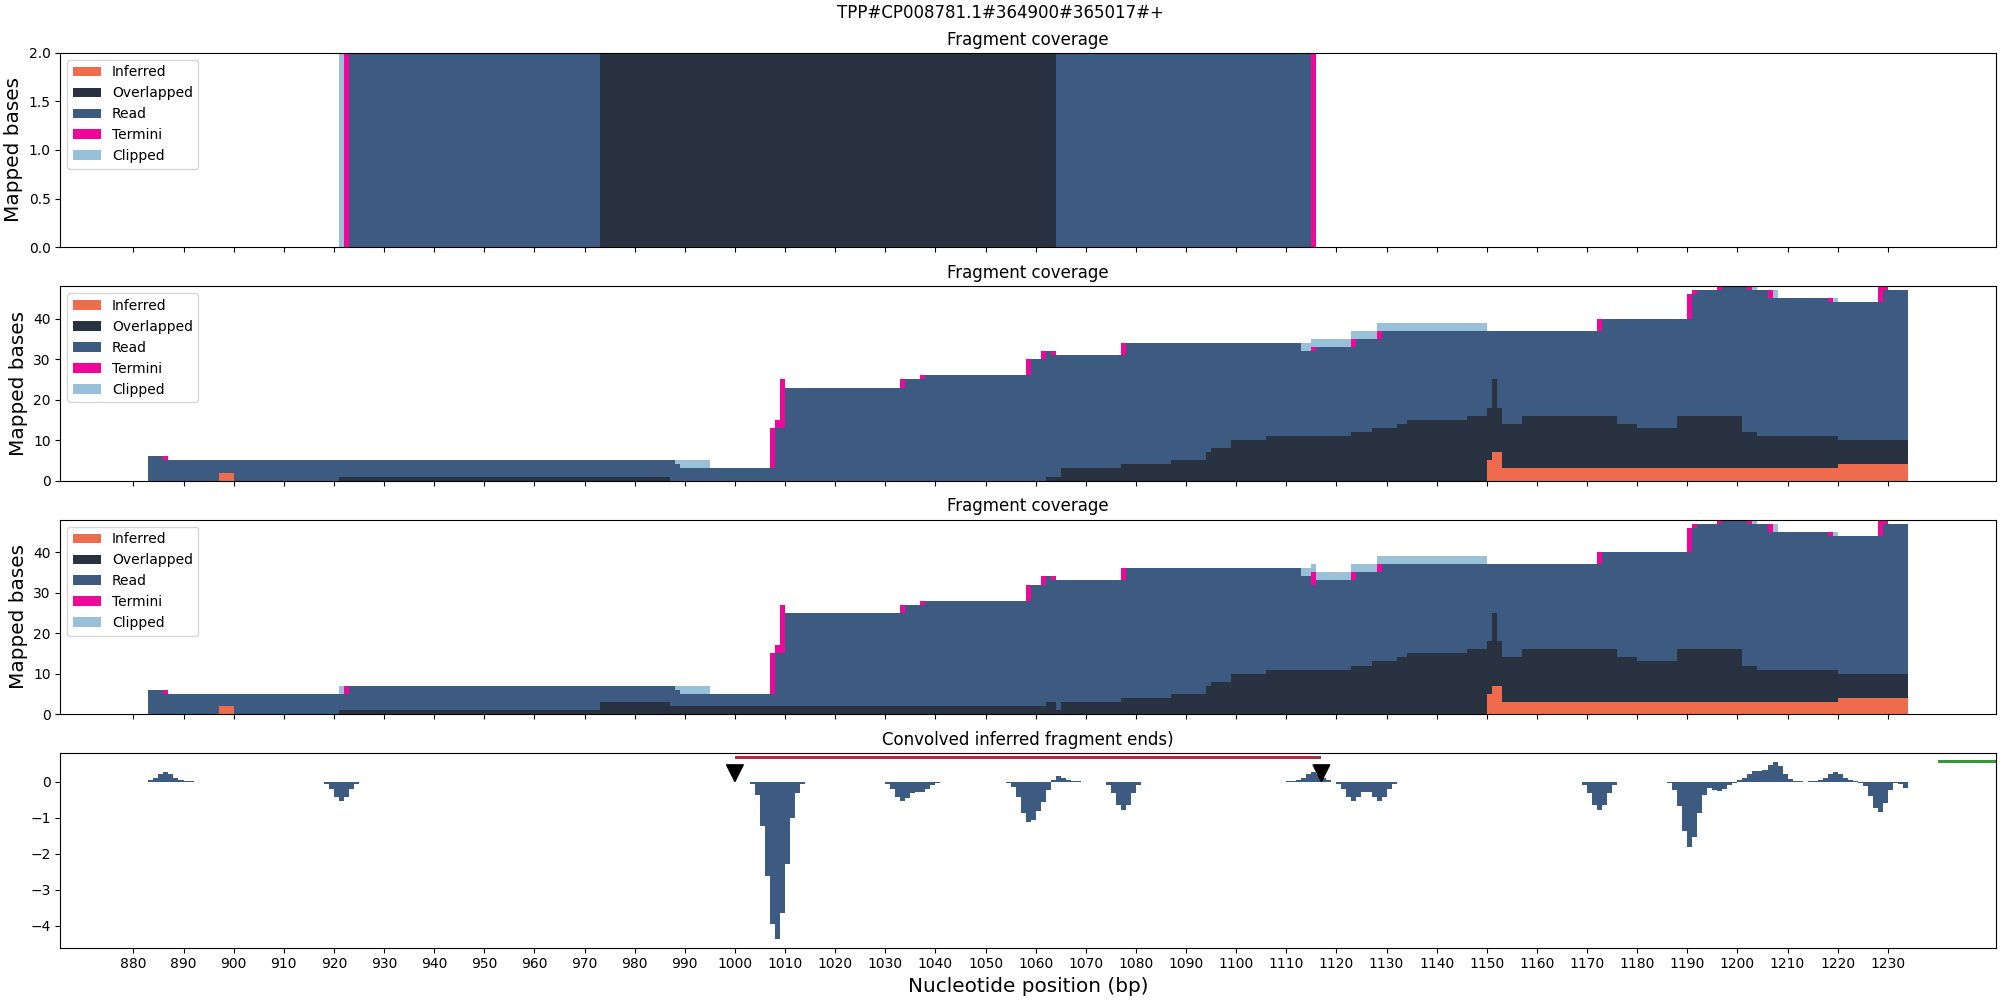 TPP#CP008781.1#364900#365017#+
Fragment coverage
Mapped bases
2.0
1.5
1.0
0.5
0.0
Inferred
Overlapped
Read
Termini
Clipped
Fragment coverage
Mapped bases
40
30
20
10
0
Inferred
Overlapped
Read
Termini
Clipped
Fragment coverage
Mapped bases
40
30
20
10
0
Inferred
Overlapped
Read
Termini
Clipped
Convolved inferred fragment ends)
0
−1
−2
−3
−4
880 890 900 910 920 930 940 950 960 970 980 990 1000 1010 1020 1030 1040 1050 1060 1070 1080 1090 1100 1110 1120 1130 1140 1150 1160 1170 1180 1190 1200 1210 1220 1230
Nucleotide position (bp)